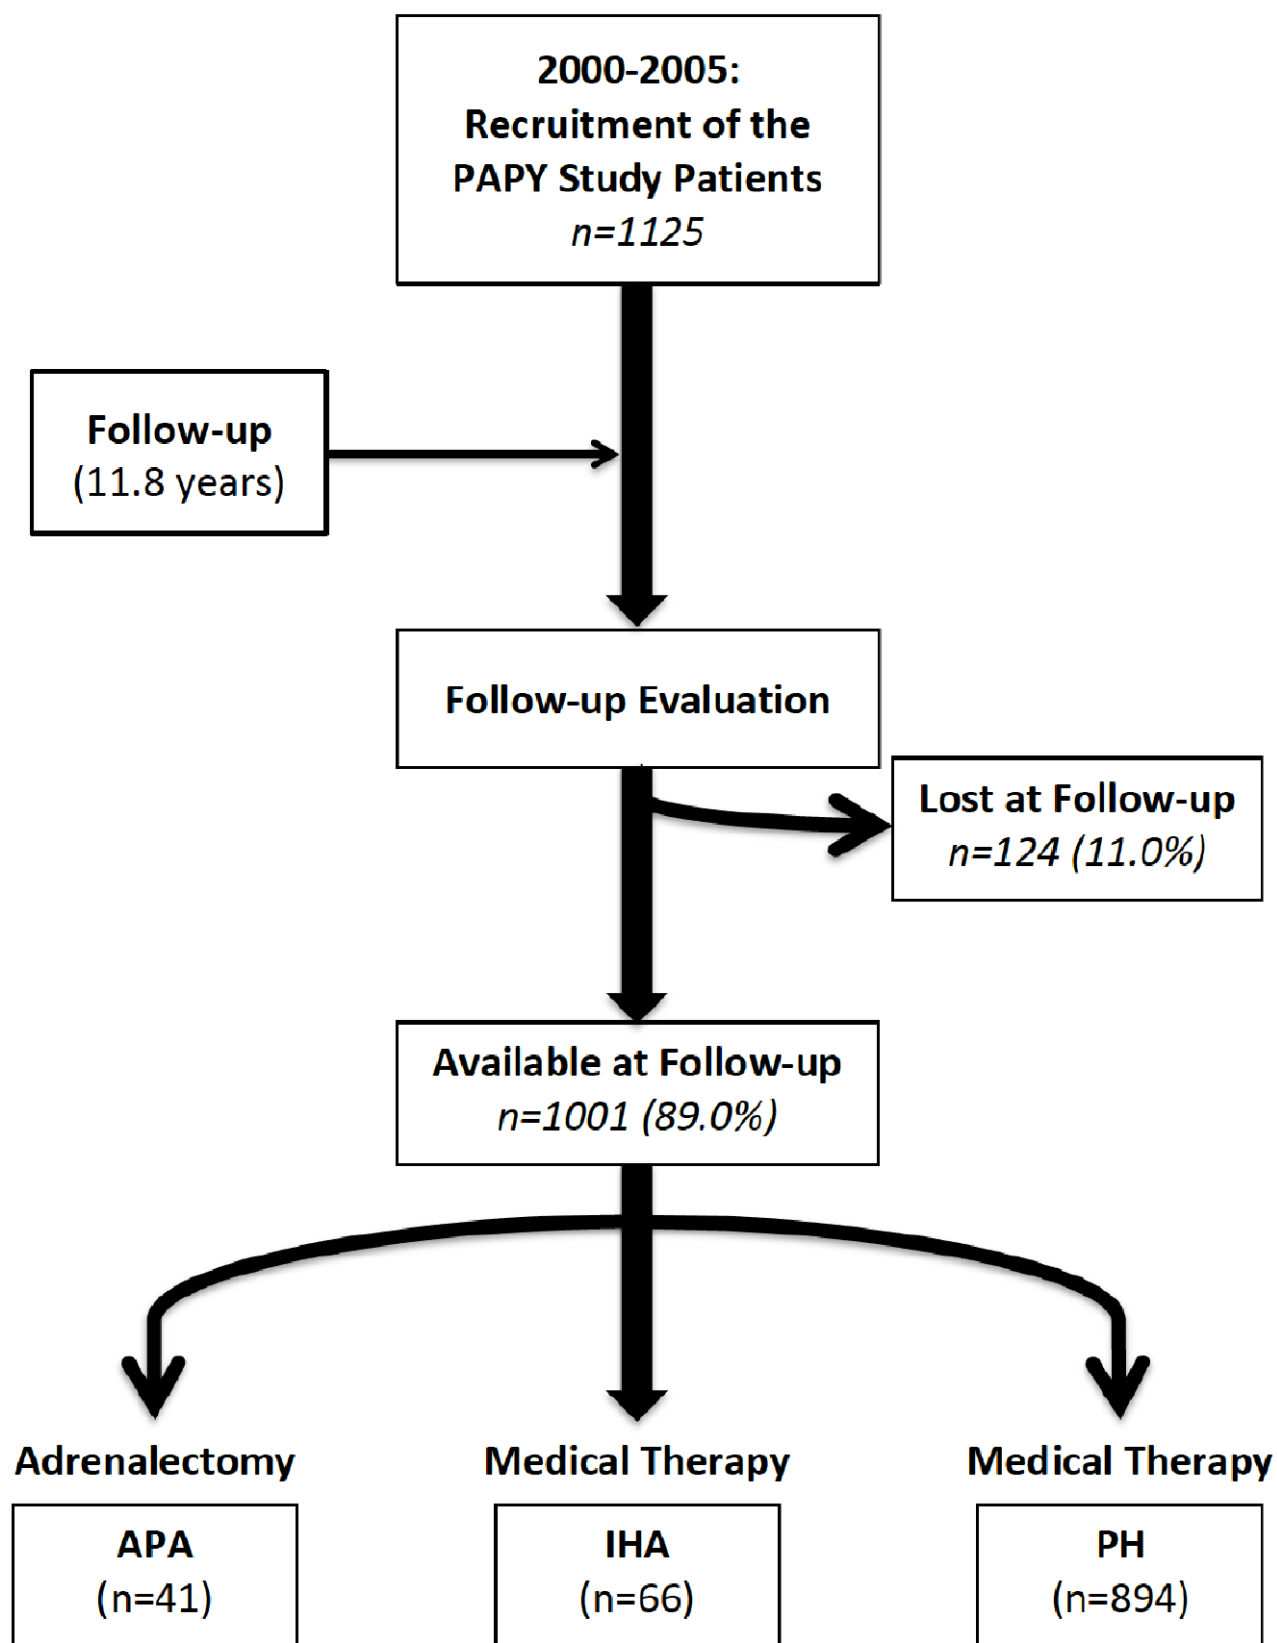 2000-2005:
Recruitment of the
PAPY Study Patients
n=1125
Follow-up
(11.8 years)
Follow-up Evaluation
Lost at Follow-up
n=124 (11.0%)
Available at Follow-up
n=1001 (89.0%)
Adrenalectomy
APA
(n=41)
Medical Therapy
IHA
(n=66)
Medical Therapy
PH
(n=894)